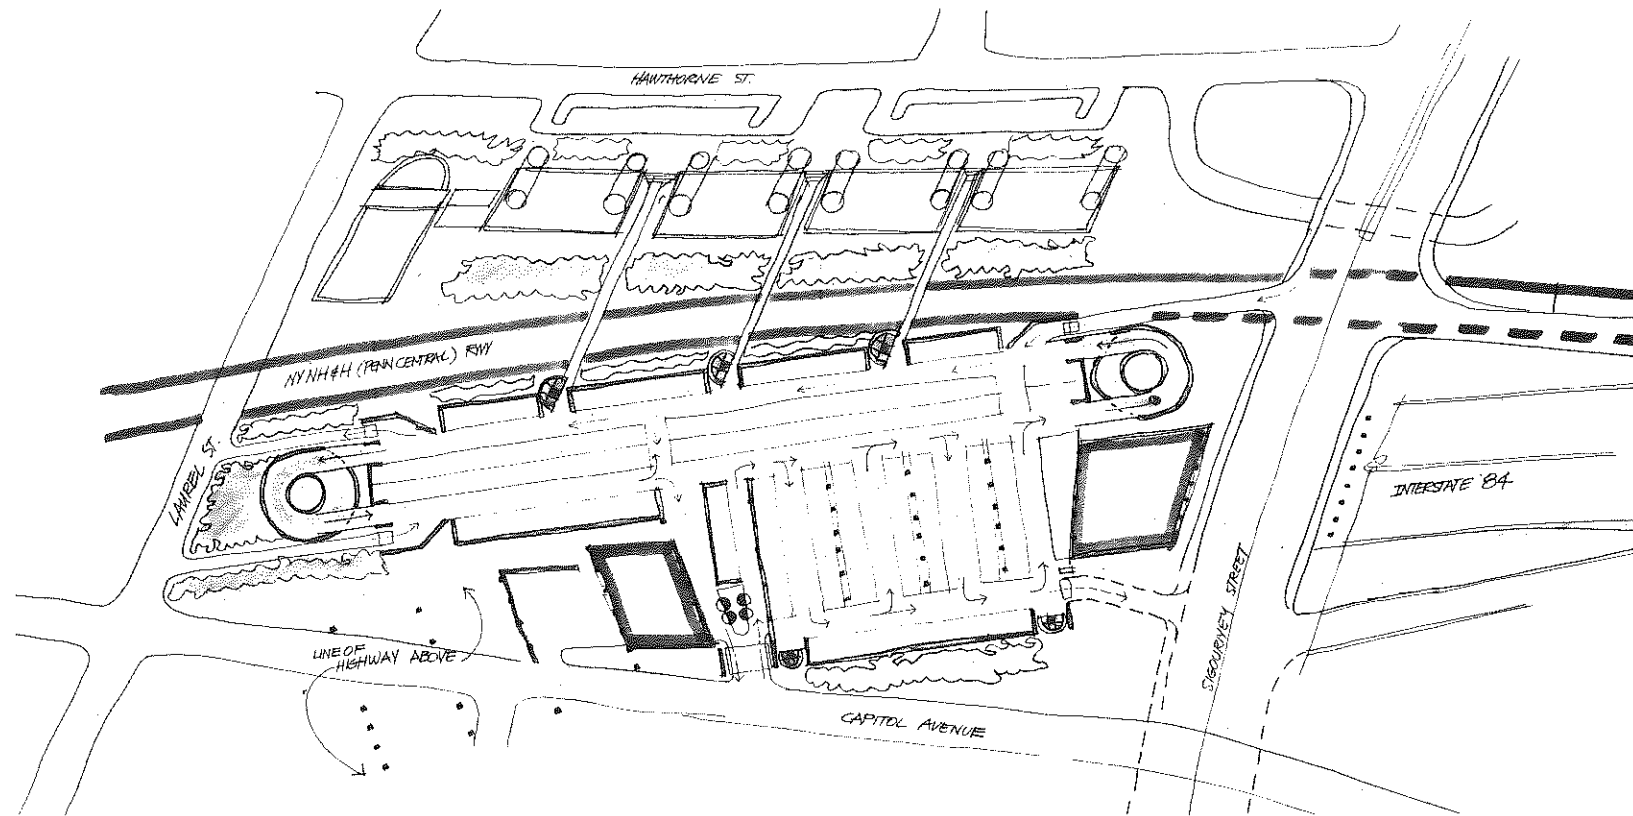 HAWTHORNE ST.
NYNH&H (PENN CENTRAL) RWY
LAUREL ST.
INTERSTATE 84
LINE OF
HIGHWAY ABOVE
SIGOURNEY STREET
CAPITOL AVENUE